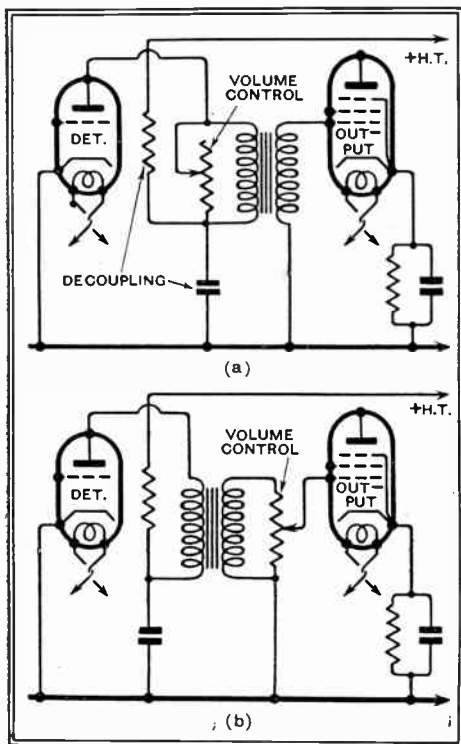 +H.T.
VOLUME
CONTROL
DET.
OUT-
PUT
DECOUPLING
(a)
+H.T.
VOLUME
CONTROL
DET.
OUT-
PUT
(b)